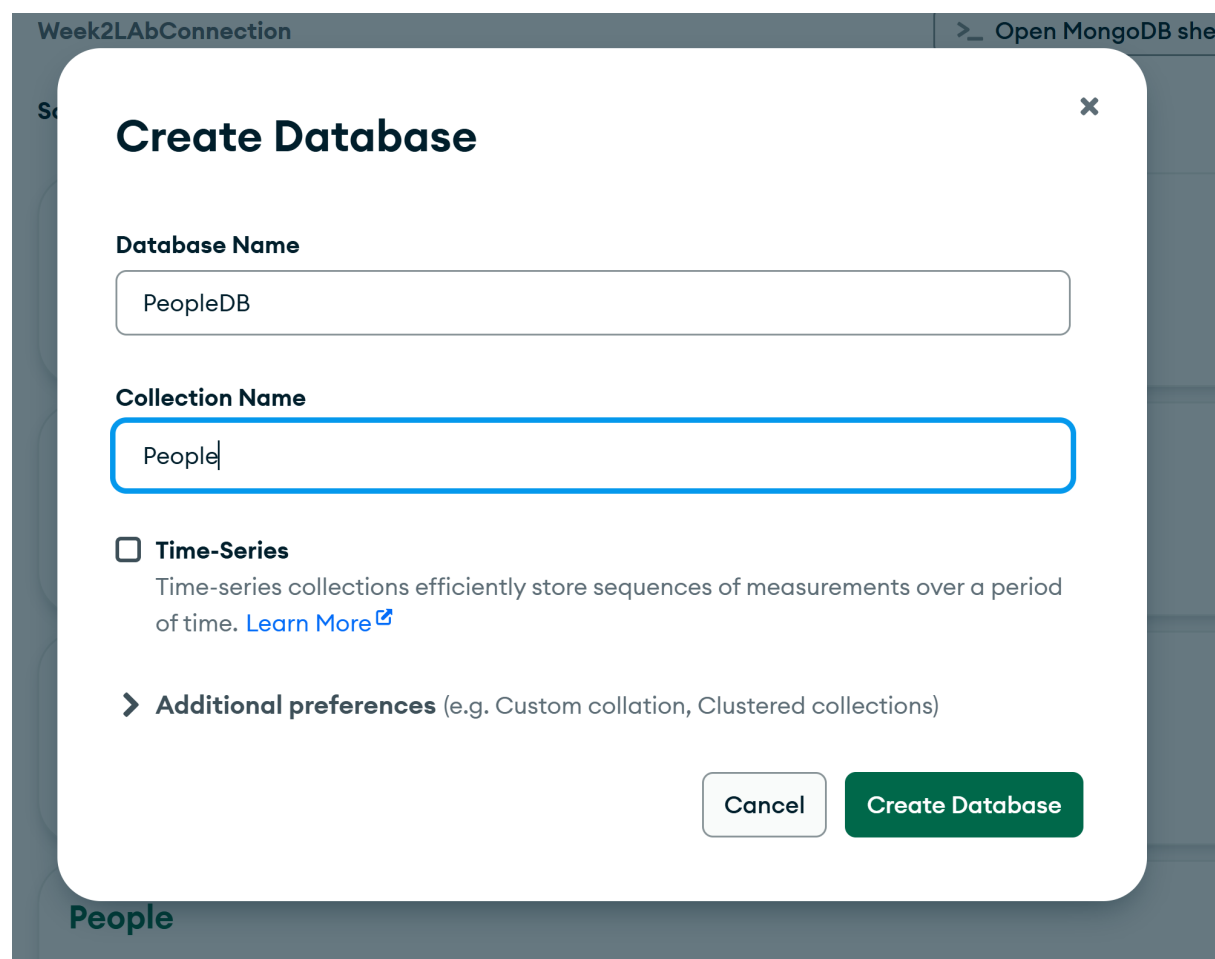 Week2LAbConnection
>_ Open MongoDB she
So
Create Database
Database Name
PeopleDB
Collection Name
People
Time-Series
Time-series collections efficiently store sequences of measurements over a period
of time. Learn More
Additional preferences (e.g. Custom collation, Clustered collections)
Cancel
Create Database
People